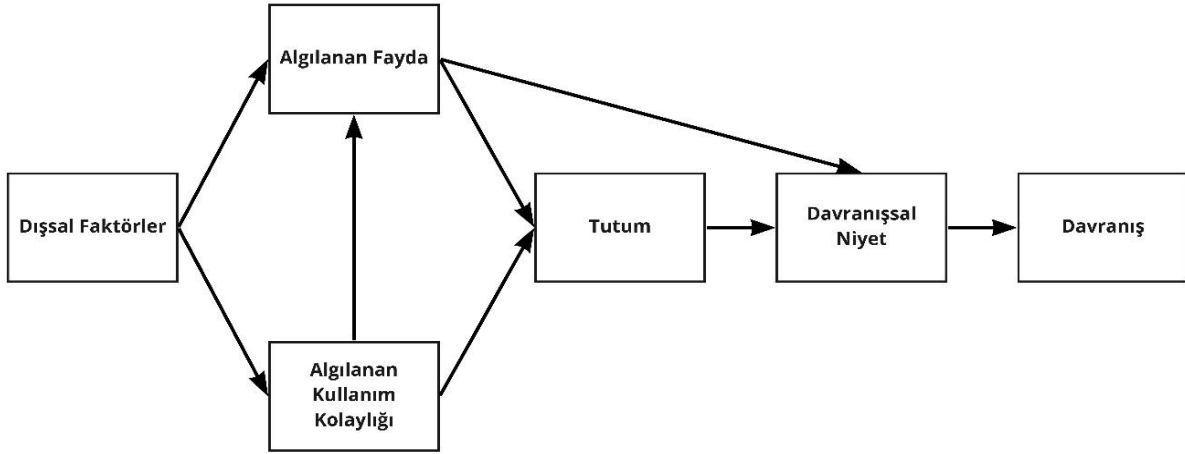 Algılanan Fayda
Dışsal Faktörler
Tutum
Davranışsal
Niyet
Davranış
Algılanan
Kullanım
Kolaylığı